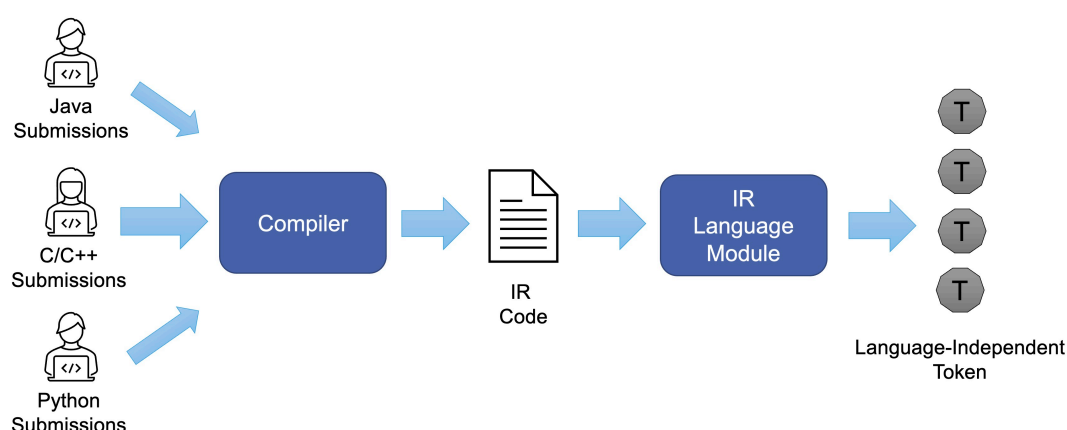 </>
Java
Submissions
</>
C/C++
Submissions
</>
Python
Submissions
Compiler
IR
Code
IR
Language
Module
T
T
T
T
Language-Independent
Token